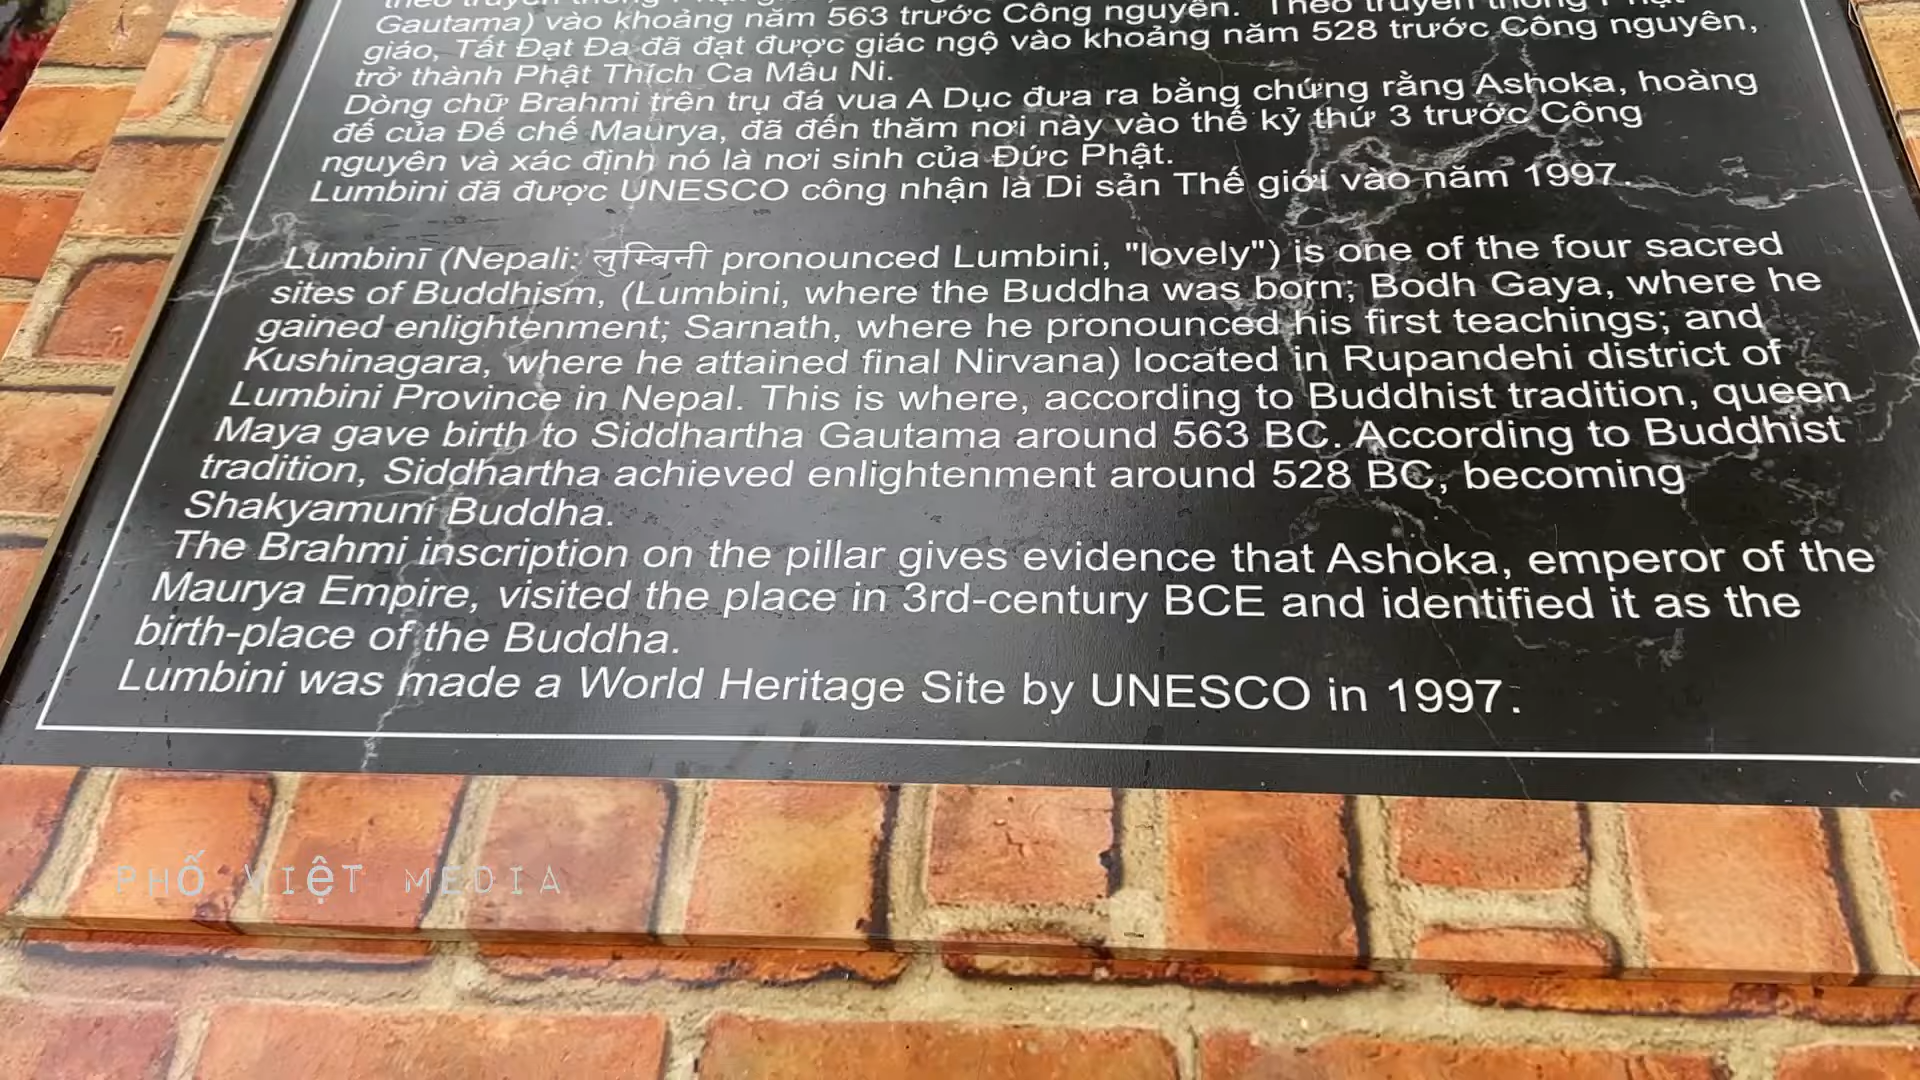 theo truyền thống Phật giáo,
Gautama) vào khoảng năm 563 trước Công nguyên. Theo truyền thống Phật
giáo, Tất Đạt Đa đã đạt được giác ngộ vào khoảng năm 528 trước Công nguyên,
trở thành Phật Thích Ca Mâu Ni.
Dòng chữ Brahmi trên trụ đá vua A Dục đưa ra bằng chứng rằng Ashoka, hoàng
đế của Đế chế Maurya, đã đến thăm nơi này vào thế kỷ thứ 3 trước Công
nguyên và xác định nó là nơi sinh của Đức Phật.
Lumbini đã được UNESCO công nhận là Di sản Thế giới vào năm 1997.
Lumbinī (Nepali: लुम्बिनी pronounced Lumbini, "lovely") is one of the four sacred
sites of Buddhism, (Lumbini, where the Buddha was born; Bodh Gaya, where he
gained enlightenment; Sarnath, where he pronounced his first teachings; and
Kushinagara, where he attained final Nirvana) located in Rupandehi district of
Lumbini Province in Nepal. This is where, according to Buddhist tradition, queen
Maya gave birth to Siddhartha Gautama around 563 BC. According to Buddhist
tradition, Siddhartha achieved enlightenment around 528 BC, becoming
Shakyamuni Buddha.
The Brahmi inscription on the pillar gives evidence that Ashoka, emperor of the
Maurya Empire, visited the place in 3rd-century BCE and identified it as the
birth-place of the Buddha.
Lumbini was made a World Heritage Site by UNESCO in 1997.
PHỐ VIỆT MEDIA